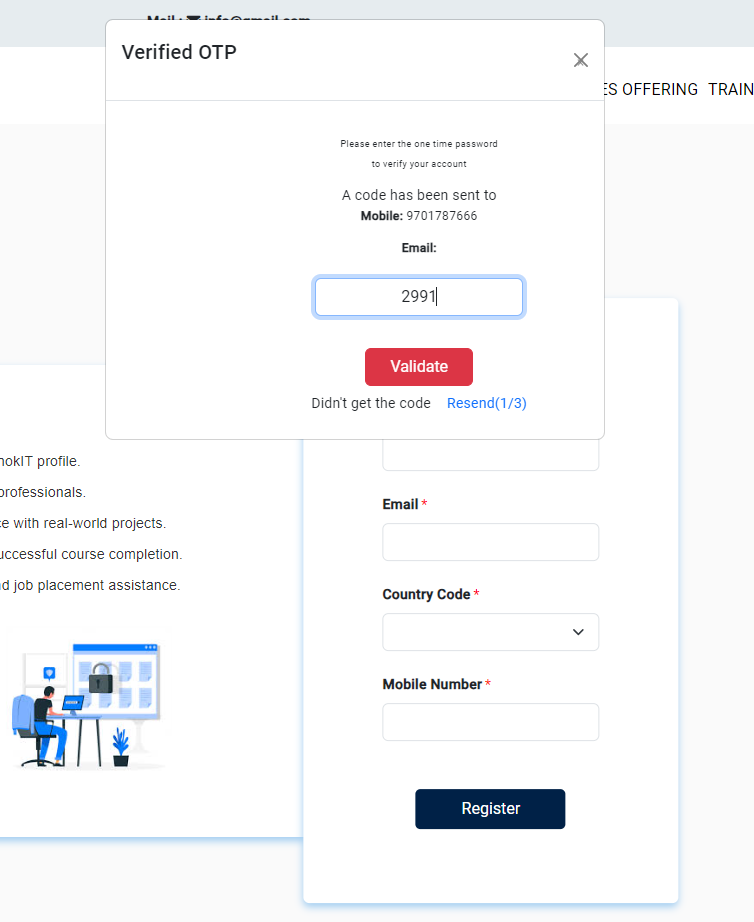 Mail : info@gmail.com
Verified OTP
ES OFFERING TRAIN
Please enter the one time password
to verify your account
A code has been sent to
Mobile: 9701787666
Email:
2991
Validate
Didn't get the code Resend(1/3)
nokIT profile.
professionals.
ce with real-world projects.
uccessful course completion.
nd job placement assistance.
Email *
Country Code *
Mobile Number *
Register